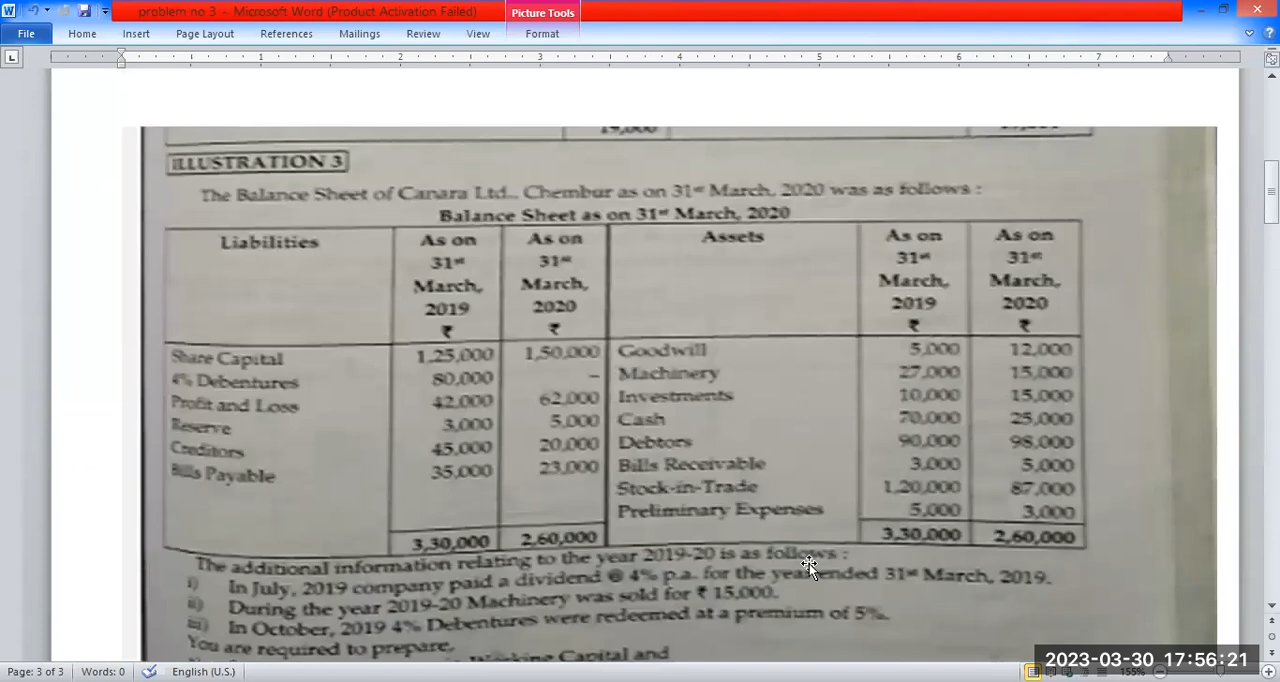 problem no 3 - Microsoft Word (Product Activation Failed)
Picture Tools
File Home Insert Page Layout References Mailings Review View Format
1 2 3 4 5 6 7
19,000
ILLUSTRATION 3
The Balance Sheet of Canara Ltd., Chembur as on 31st March, 2020 was as follows :
Balance Sheet as on 31st March, 2020
Liabilities As on 31st March, 2019 ₹ As on 31st March, 2020 ₹ Assets As on 31st March, 2019 ₹ As on 31st March, 2020 ₹
Share Capital 1,25,000 1,50,000 Goodwill 5,000 12,000
4% Debentures 80,000 – Machinery 27,000 15,000
Profit and Loss 42,000 62,000 Investments 10,000 15,000
Reserve 3,000 5,000 Cash 70,000 25,000
Creditors 45,000 20,000 Debtors 90,000 98,000
Bills Payable 35,000 23,000 Bills Receivable 3,000 5,000
Stock-in-Trade 1,20,000 87,000
Preliminary Expenses 5,000 3,000
3,30,000 2,60,000 3,30,000 2,60,000
The additional information relating to the year 2019-20 is as follows :
i) In July, 2019 company paid a dividend @ 4% p.a. for the year ended 31st March, 2019.
ii) During the year 2019-20 Machinery was sold for ₹ 15,000.
iii) In October, 2019 4% Debentures were redeemed at a premium of 5%.
You are required to prepare,
Working Capital and
2023-03-30 17:56:21
Page: 3 of 3 Words: 0 English (U.S.) 155%